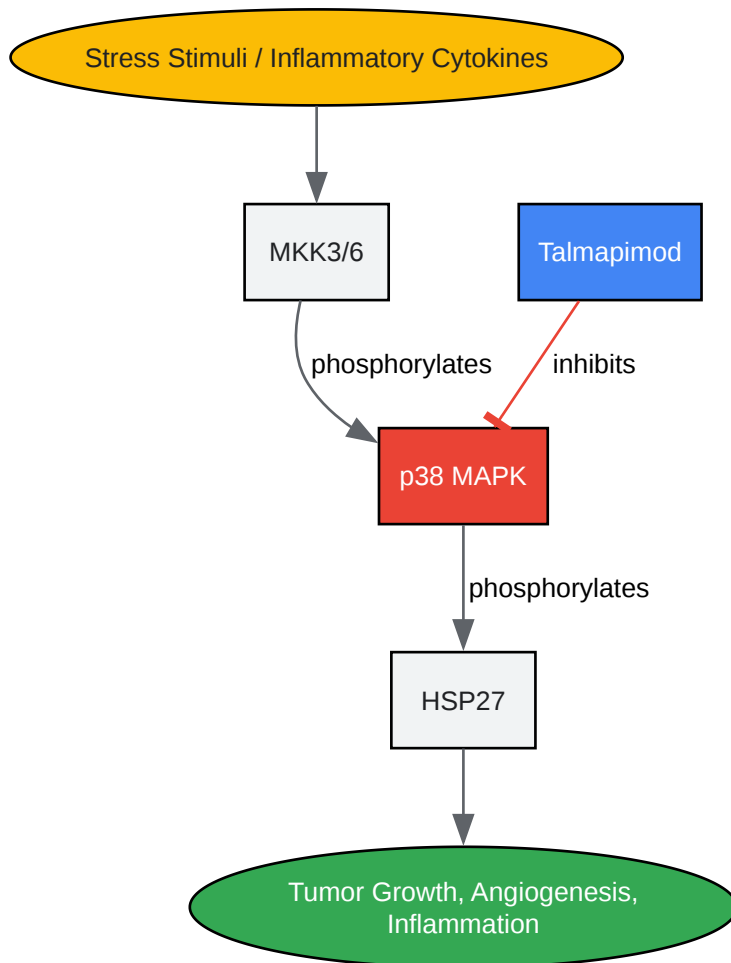 Stress Stimuli / Inflammatory Cytokines
MKK3/6
Talmapimod
phosphorylates
inhibits
p38 MAPK
phosphorylates
HSP27
Tumor Growth, Angiogenesis,
Inflammation